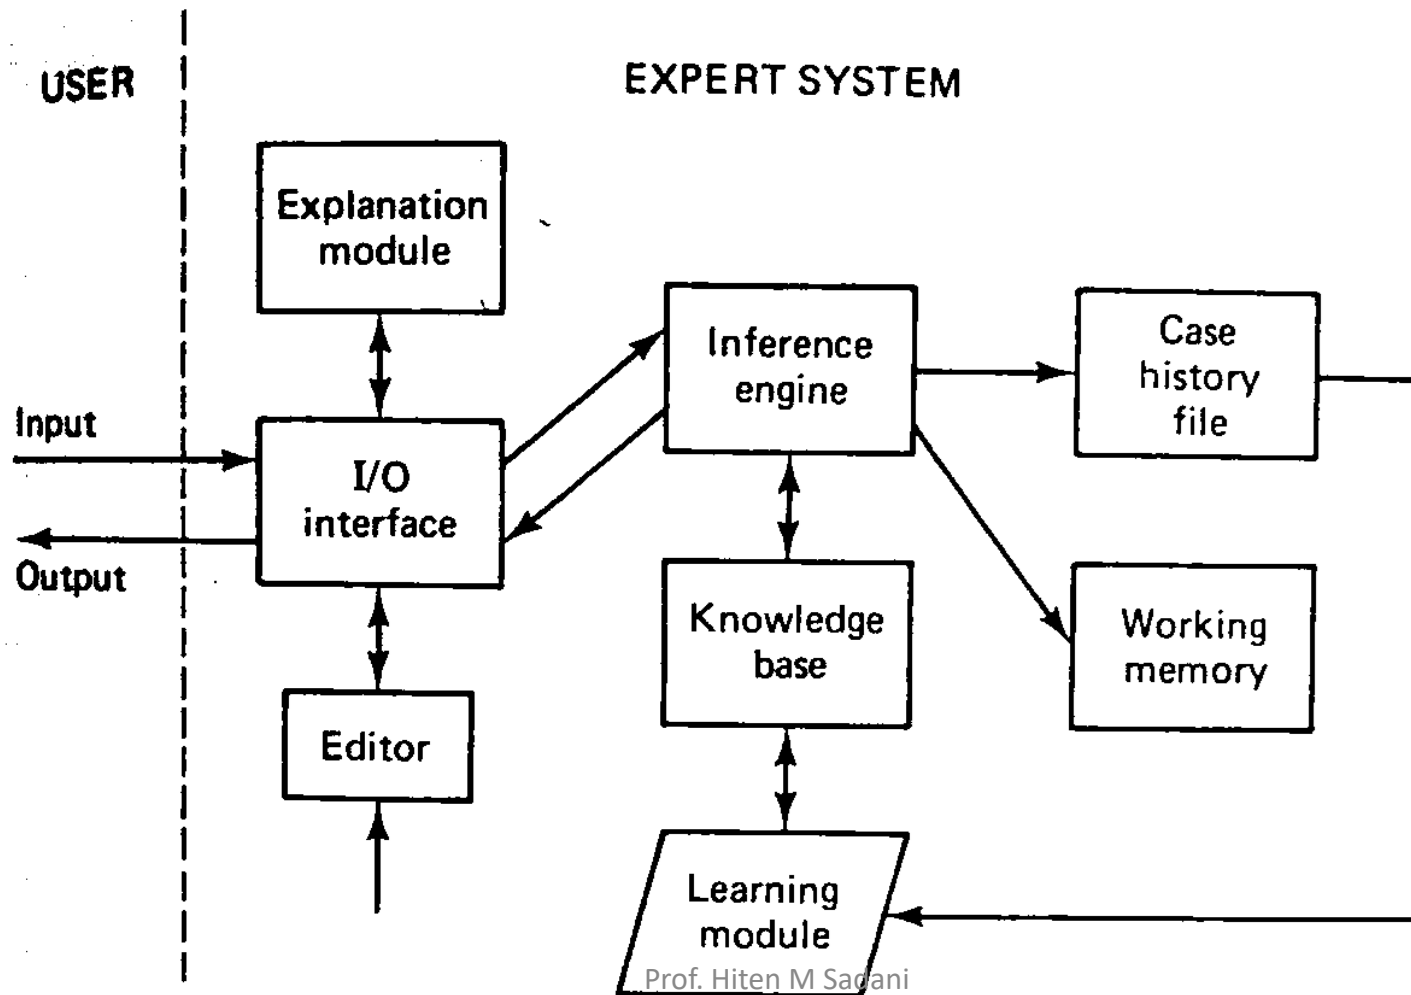 USER
EXPERT SYSTEM
Explanation
module
Input
I/O
interface
Output
Editor
Inference
engine
Knowledge
base
Learning
module
Case
history
file
Working
memory
Prof. Hiten M Sadani